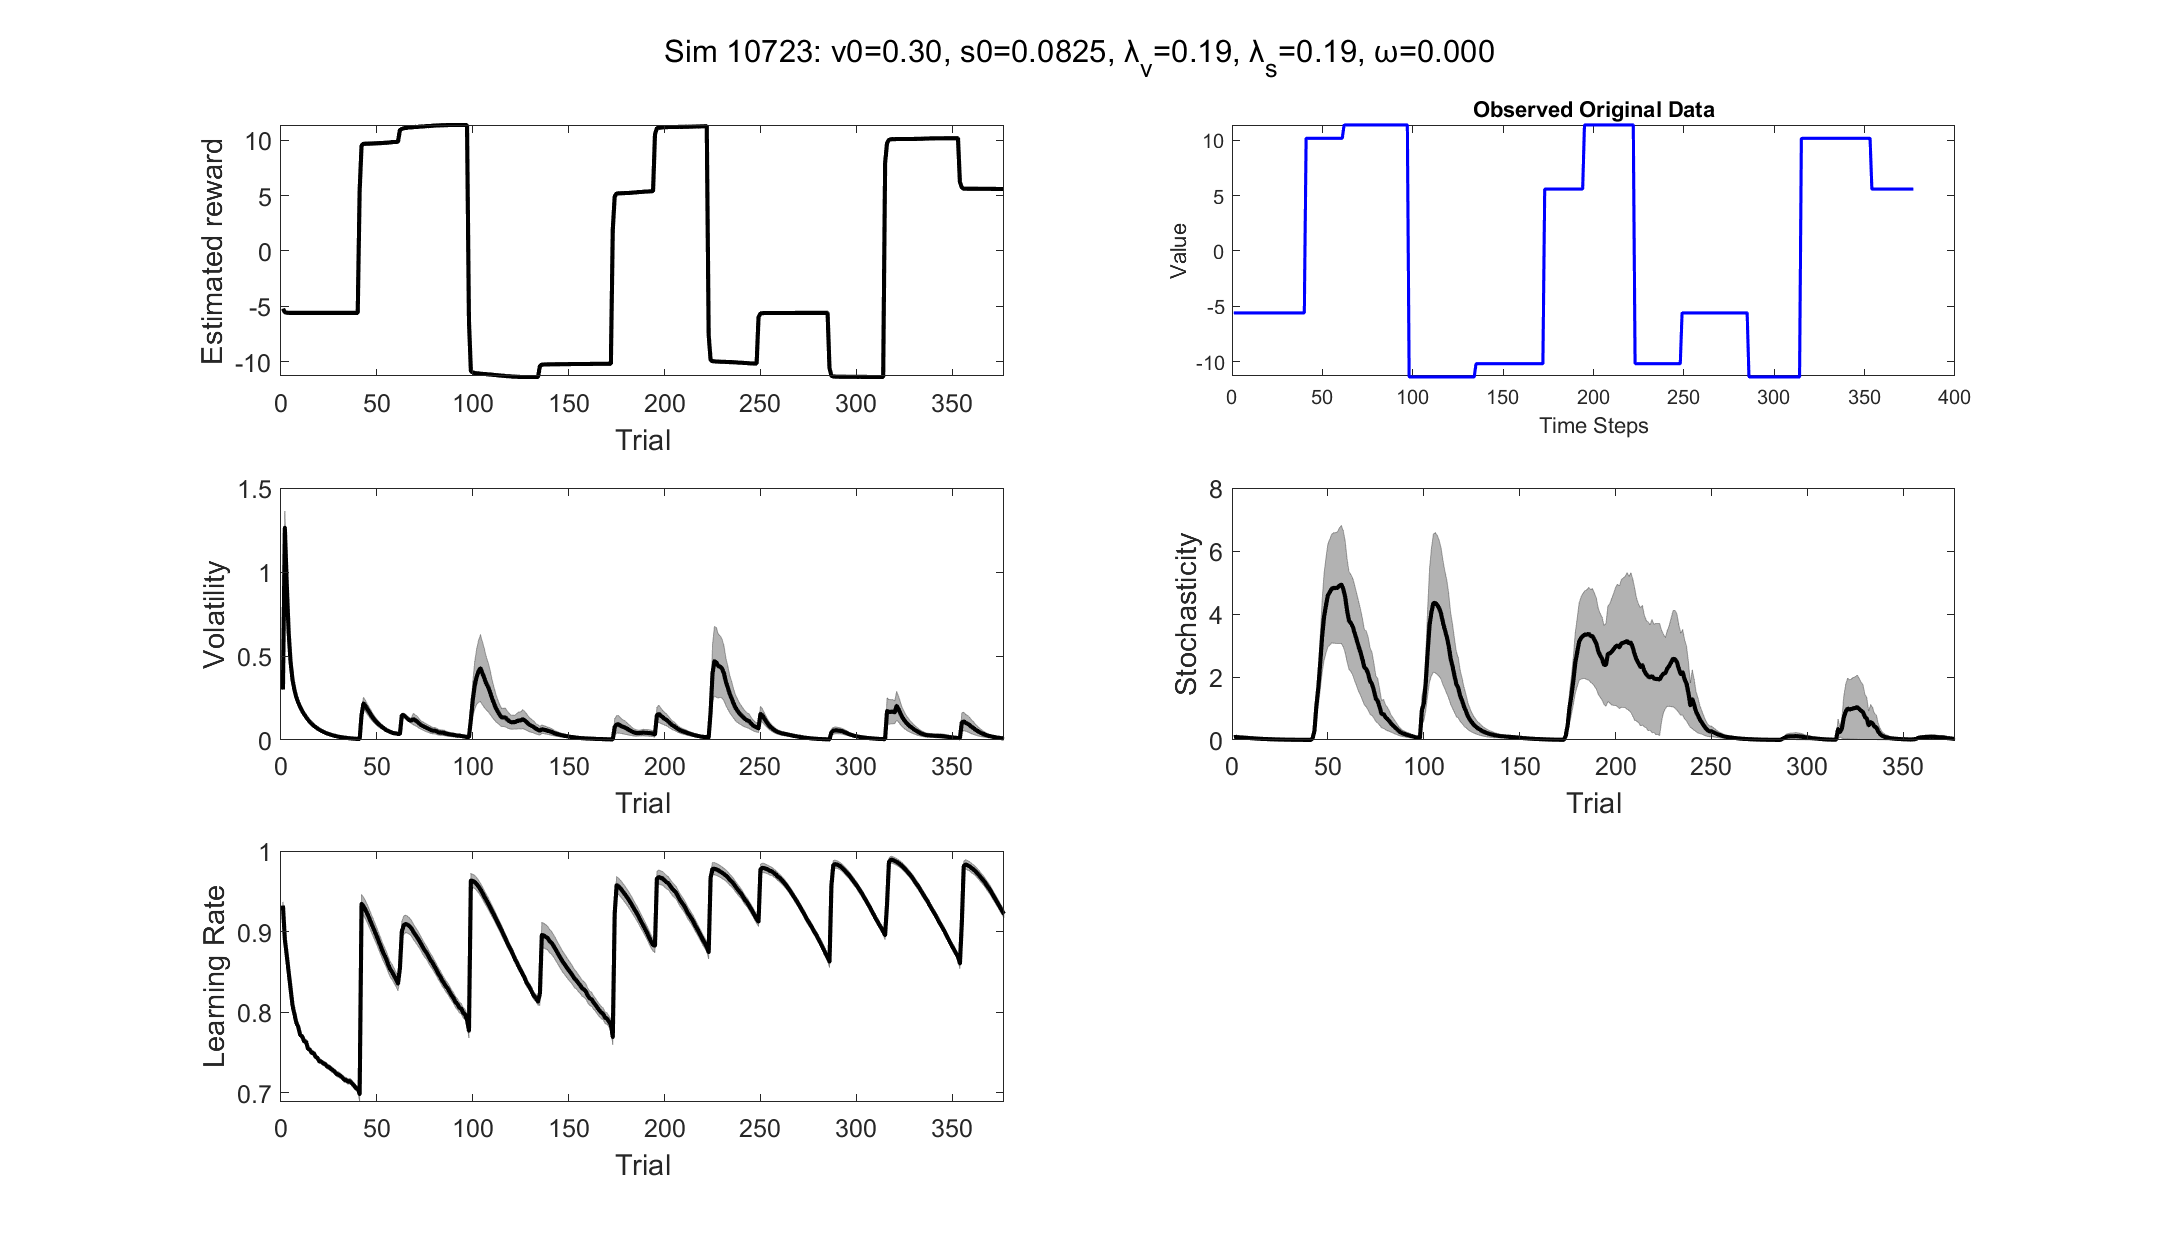 Sim 10723: v0=0.30, s0=0.0825, λv=0.19, λs=0.19, ω=0.000
Estimated reward
10
5
0
-5
-10
0 50 100 150 200 250 300 350
Trial
Observed Original Data
Value
10
5
0
-5
-10
0 50 100 150 200 250 300 350 400
Time Steps
Volatility
1.5
1
0.5
0
0 50 100 150 200 250 300 350
Trial
Stochasticity
8
6
4
2
0
0 50 100 150 200 250 300 350
Trial
Learning Rate
1
0.9
0.8
0.7
0 50 100 150 200 250 300 350
Trial